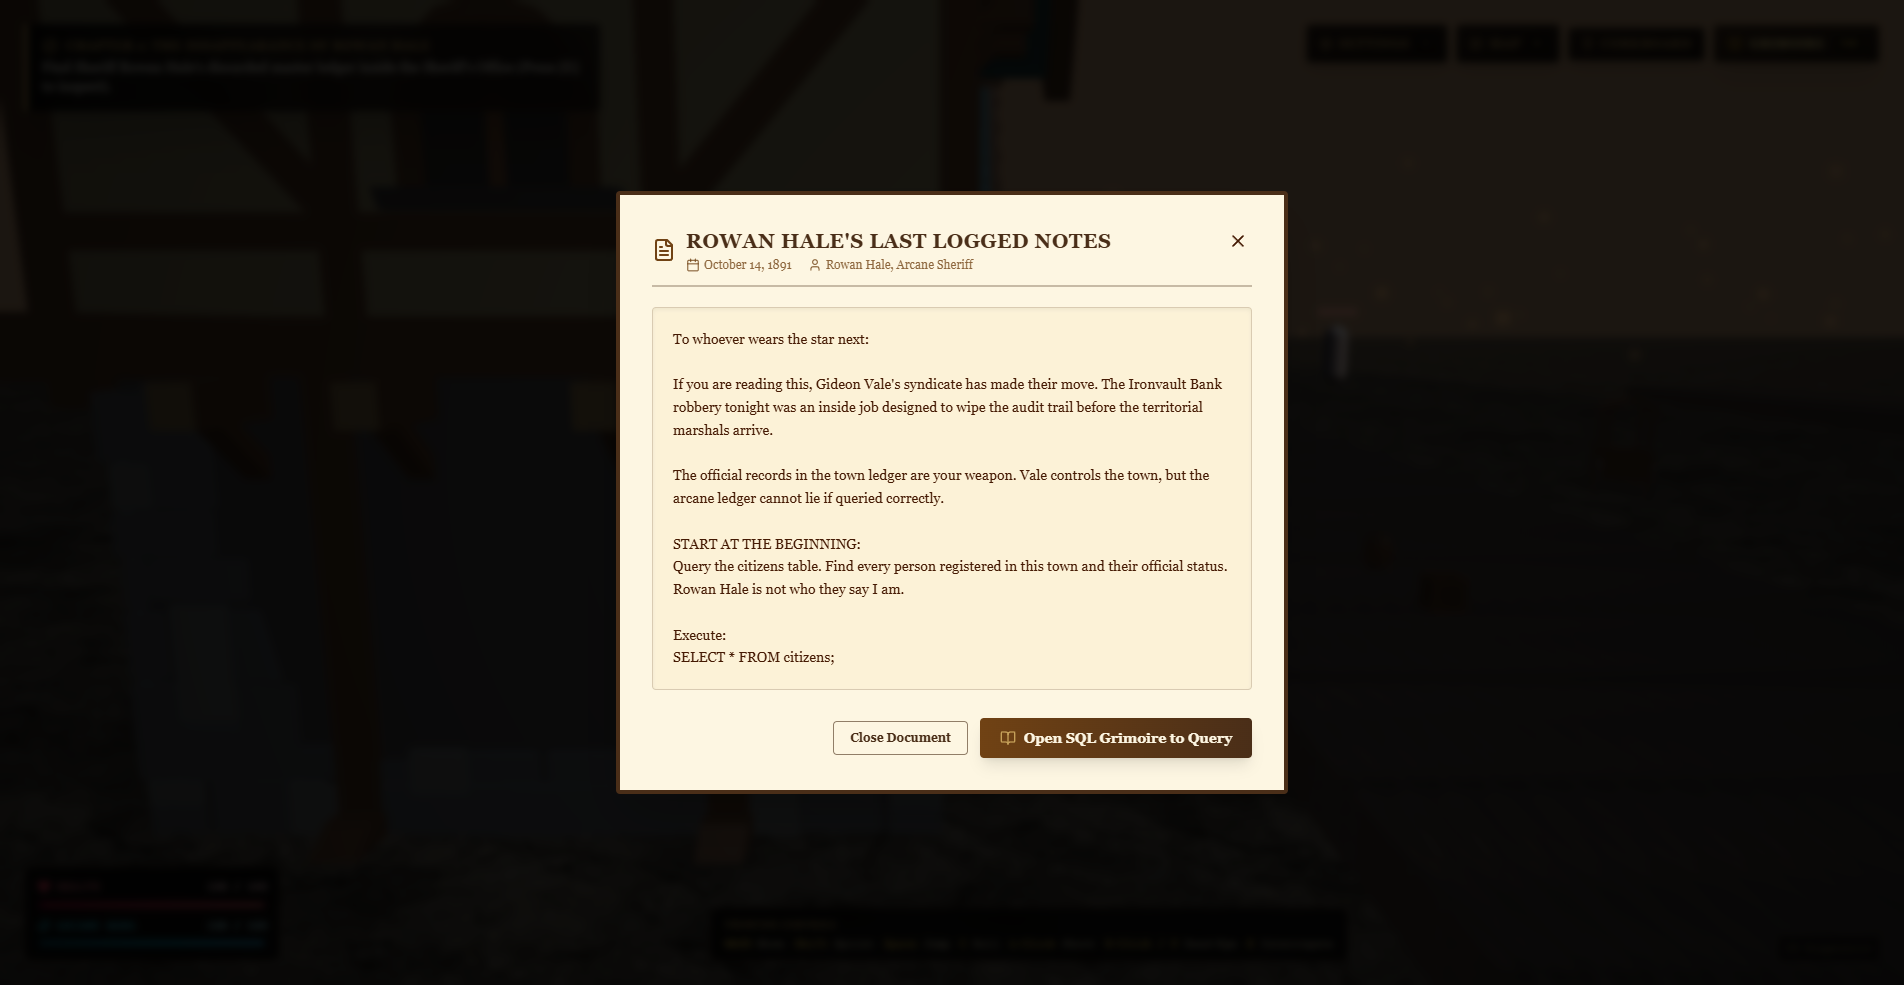 ROWAN HALE'S LAST LOGGED NOTES
October 14, 1891 Rowan Hale, Arcane Sheriff
To whoever wears the star next:
If you are reading this, Gideon Vale's syndicate has made their move. The Ironvault Bank
robbery tonight was an inside job designed to wipe the audit trail before the territorial
marshals arrive.
The official records in the town ledger are your weapon. Vale controls the town, but the
arcane ledger cannot lie if queried correctly.
START AT THE BEGINNING:
Query the citizens table. Find every person registered in this town and their official status.
Rowan Hale is not who they say I am.
Execute:
SELECT * FROM citizens;
Close Document
Open SQL Grimoire to Query